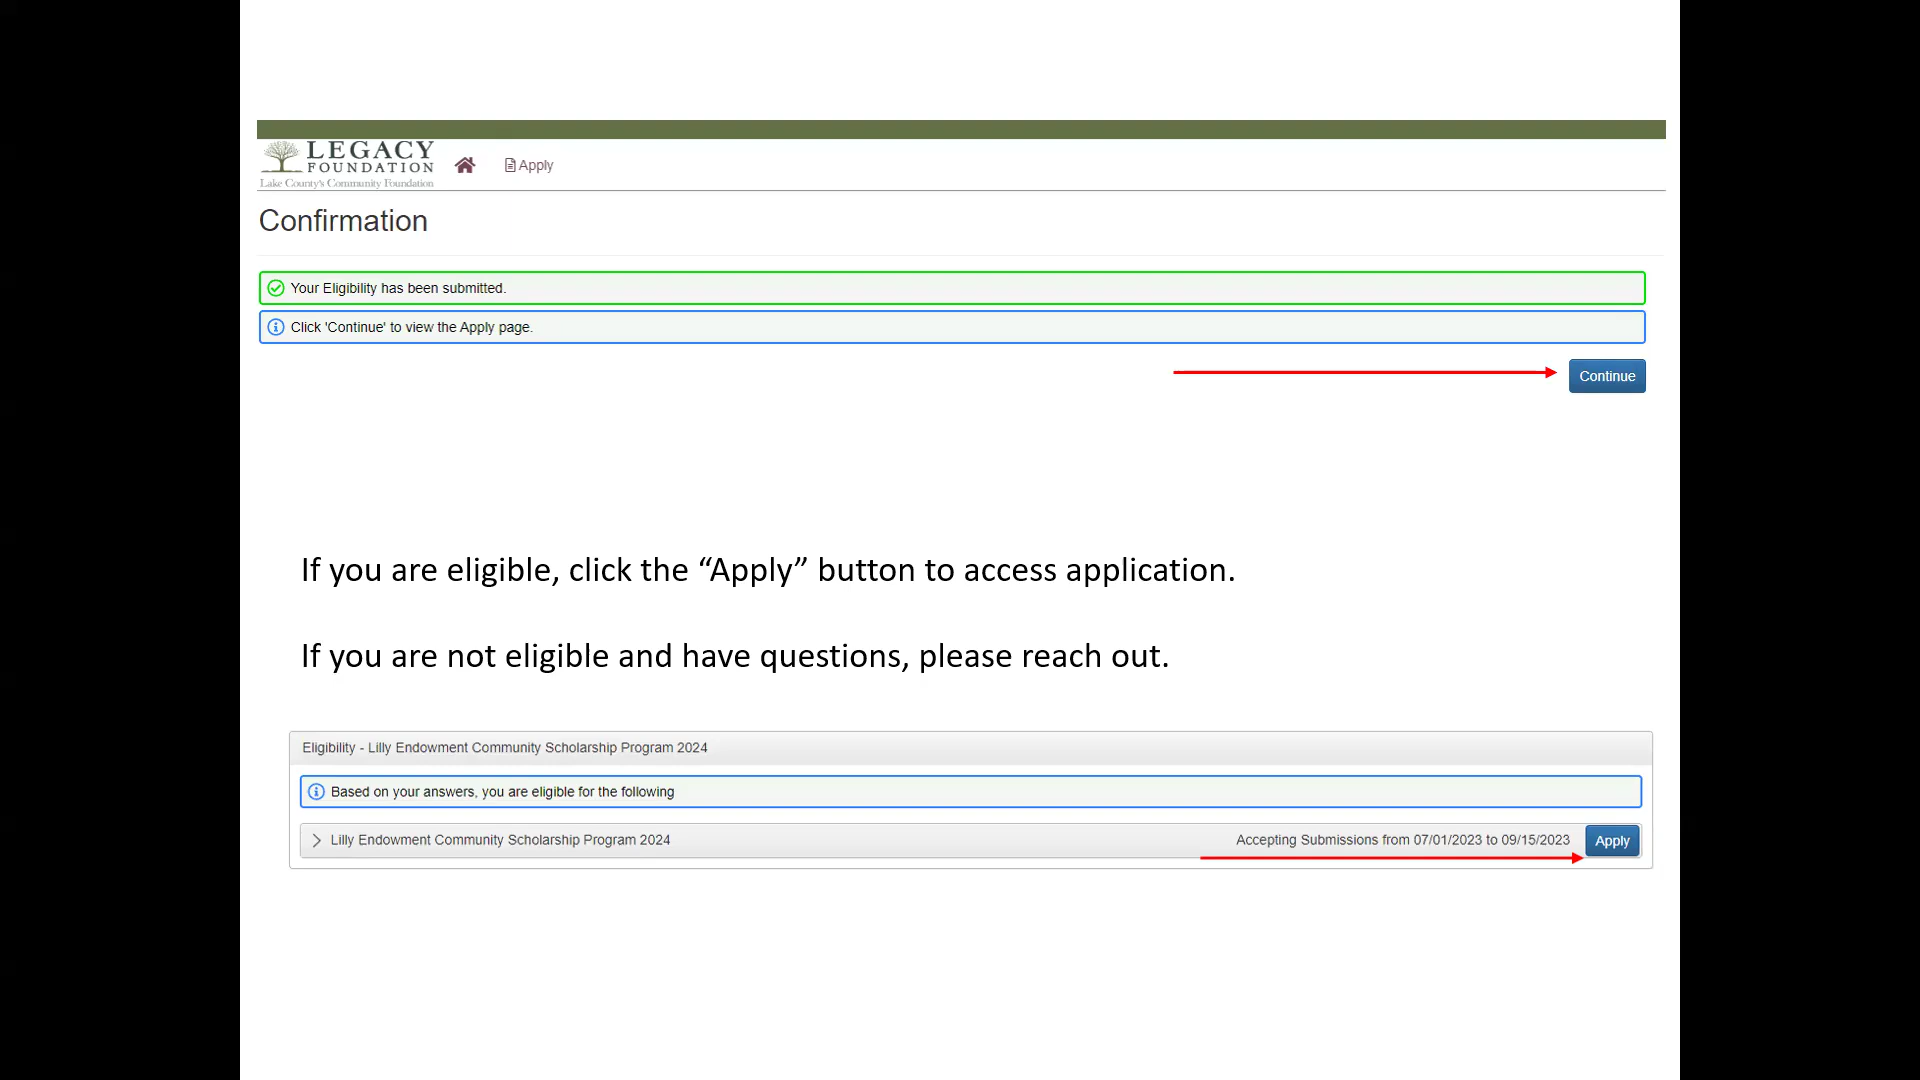 LEGACY
FOUNDATION
Lake County's Community Foundation
Apply
Confirmation
Your Eligibility has been submitted.
Click 'Continue' to view the Apply page.
Continue
If you are eligible, click the “Apply” button to access application.
If you are not eligible and have questions, please reach out.
Eligibility - Lilly Endowment Community Scholarship Program 2024
Based on your answers, you are eligible for the following
Lilly Endowment Community Scholarship Program 2024 Accepting Submissions from 07/01/2023 to 09/15/2023 Apply